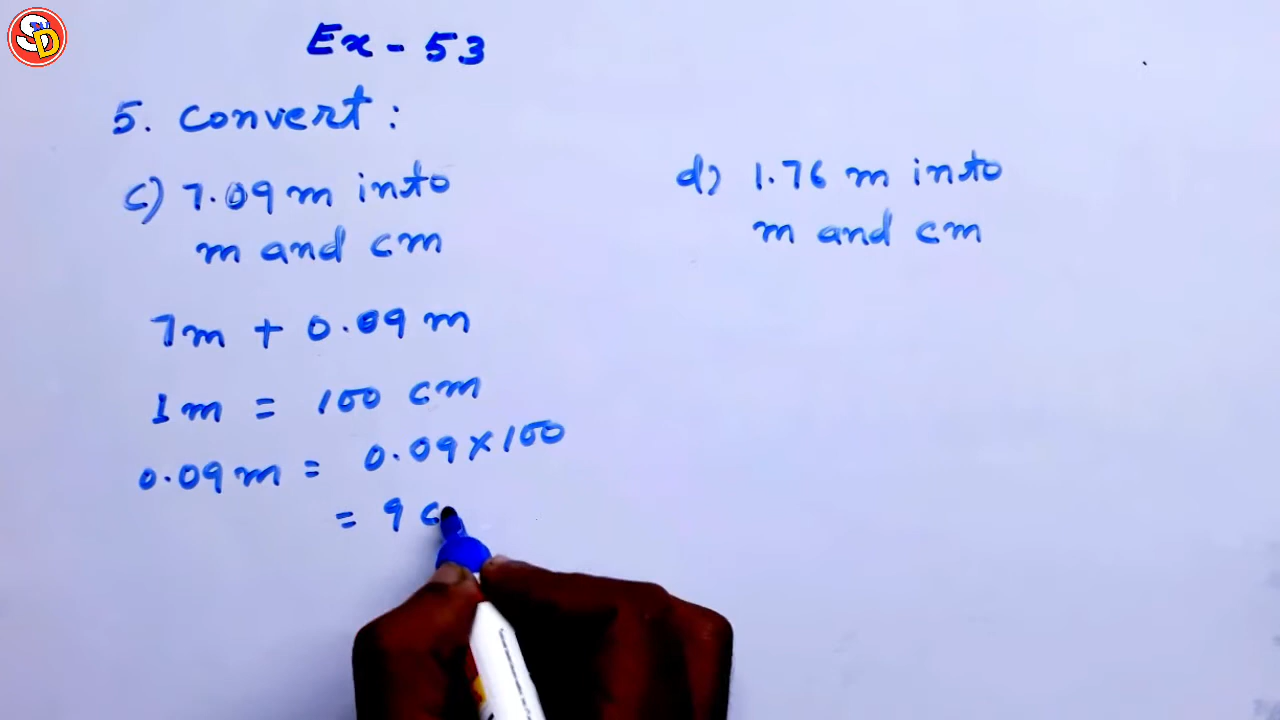 SD
Ex - 53
5. Convert :
c) 7.09 m into
m and cm
7m + 0.09 m
1m = 100 cm
0.09m = 0.09 × 100
= 9 c
d) 1.76 m into
m and cm